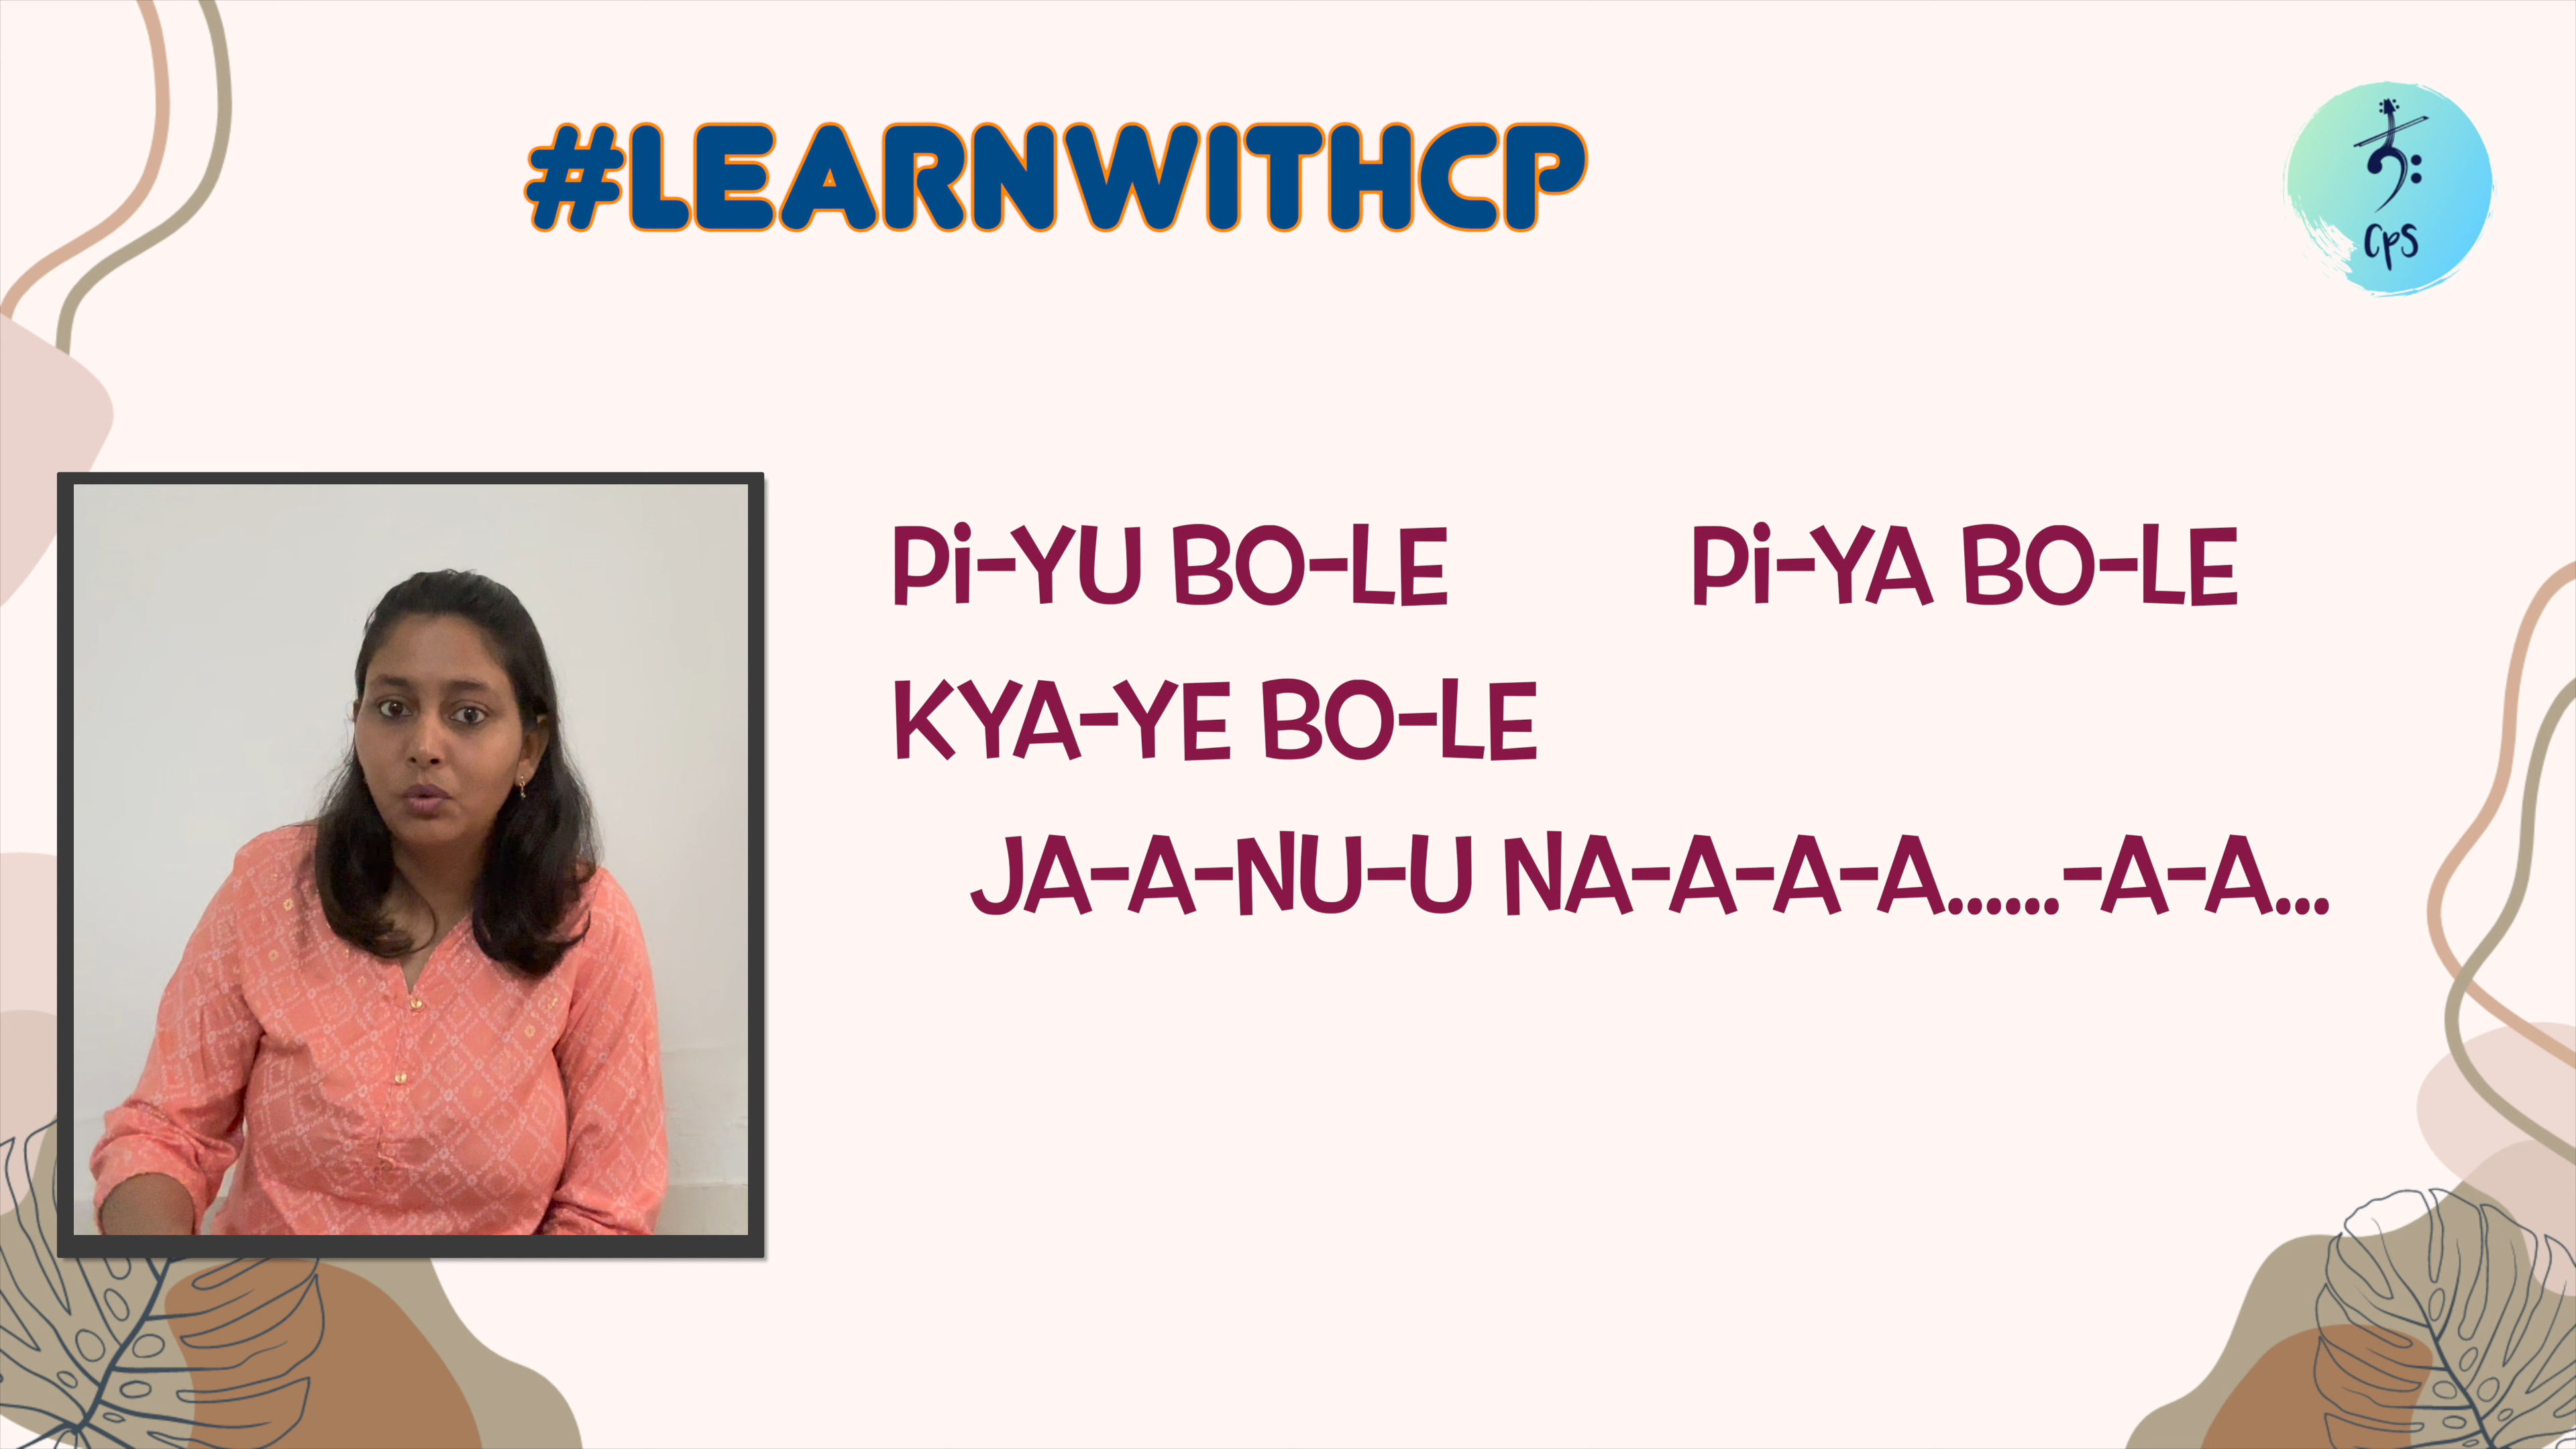 #LEARNWITHCP
CPS
Pi-YU BO-LE Pi-YA BO-LE
KYA-YE BO-LE
JA-A-NU-U NA-A-A-A......-A-A...